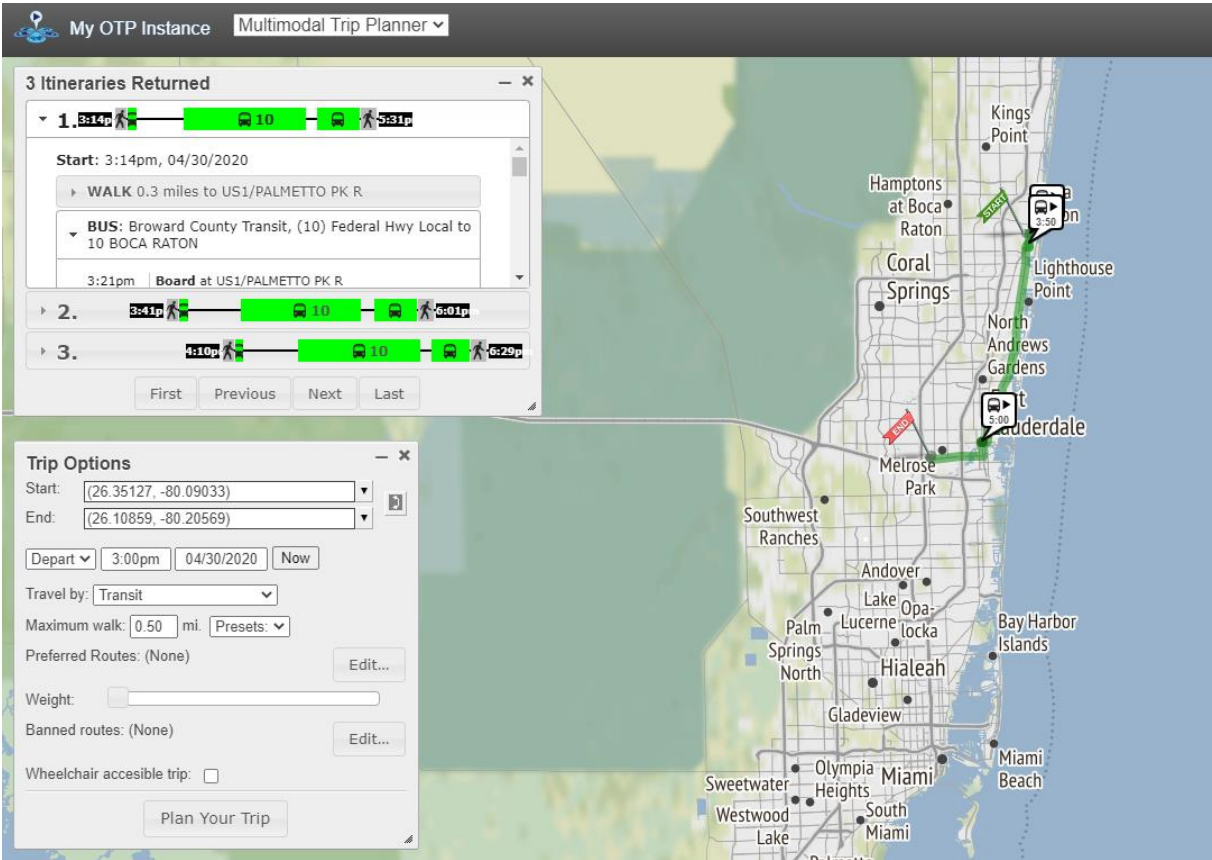 My OTP Instance
Multimodal Trip Planner
3 Itineraries Returned
1. 3:14p 10 5:31p
Start: 3:14pm, 04/30/2020
WALK 0.3 miles to US1/PALMETTO PK R
BUS: Broward County Transit, (10) Federal Hwy Local to
10 BOCA RATON
3:21pm Board at US1/PALMETTO PK R
2. 3:41p 10 6:01p
3. 4:10p 10 6:29p
First Previous Next Last
Trip Options
Start: (26.35127, -80.09033)
End: (26.10859, -80.20569)
Depart 3:00pm 04/30/2020 Now
Travel by: Transit
Maximum walk: 0.50 mi. Presets:
Preferred Routes: (None)
Edit...
Weight:
Banned routes: (None)
Edit...
Wheelchair accesible trip:
Plan Your Trip
Kings
Point
Hamptons
at Boca
Raton
START
3:50
Coral
Springs
Lighthouse
Point
North
Andrews
Gardens
5:00
END
Melrose
Park
Southwest
Ranches
Andover
Lake
Lucerne
Opa-
locka
Bay Harbor
Islands
Palm
Springs
North
Hialeah
Gladeview
Miami
Beach
Olympia
Heights
Miami
Sweetwater
Westwood
Lake
South
Miami